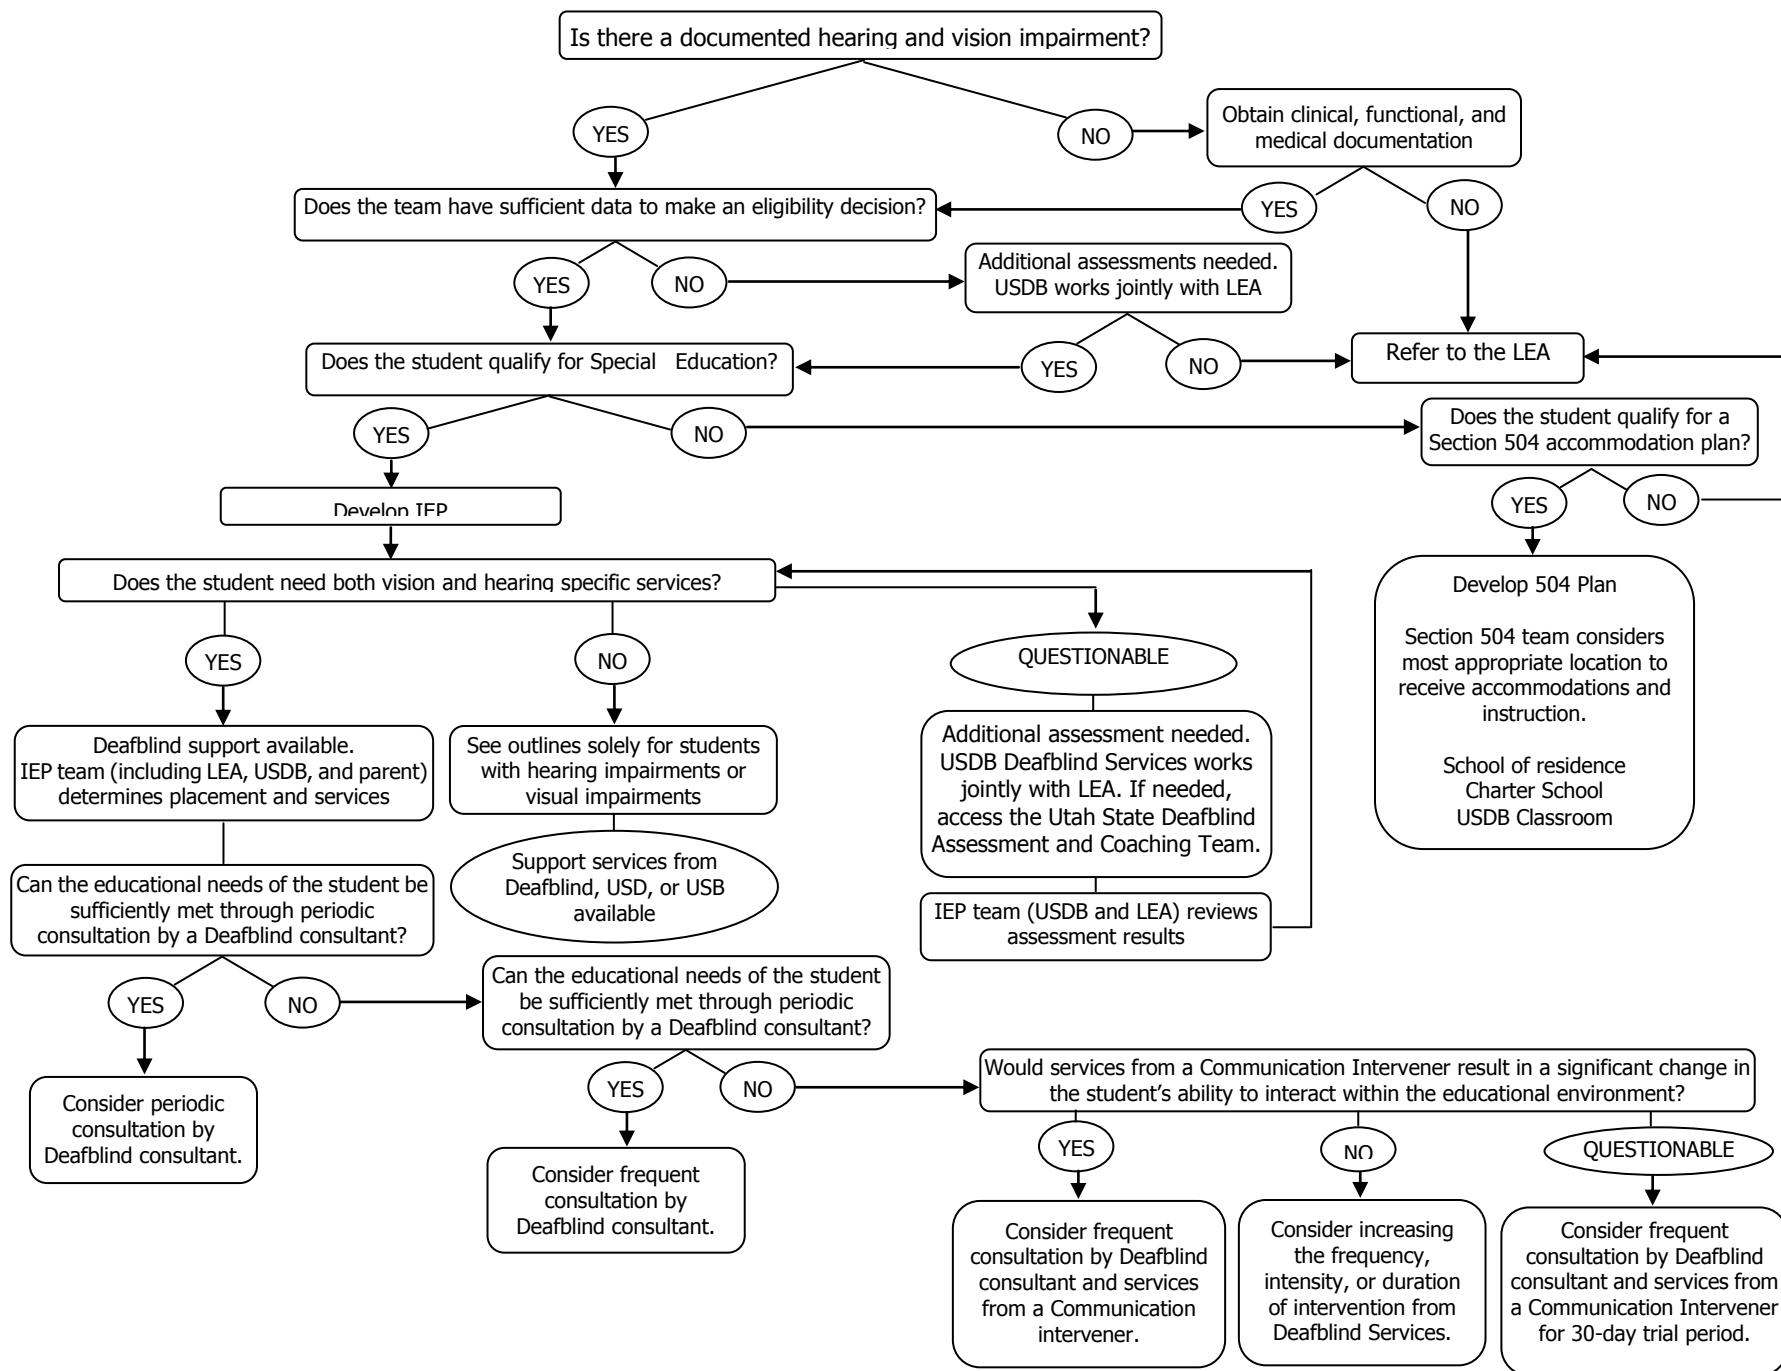 Is there a documented hearing and vision impairment?
YES
NO
Obtain clinical, functional, and
medical documentation
Does the team have sufficient data to make an eligibility decision?
YES
NO
YES
NO
Additional assessments needed.
USDB works jointly with LEA
Does the student qualify for Special Education?
YES
NO
Refer to the LEA
YES
NO
Does the student qualify for a
Section 504 accommodation plan?
Develop IEP
YES
NO
Does the student need both vision and hearing specific services?
Develop 504 Plan
Section 504 team considers
most appropriate location to
receive accommodations and
instruction.
School of residence
Charter School
USDB Classroom
YES
NO
QUESTIONABLE
Deafblind support available.
IEP team (including LEA, USDB, and parent)
determines placement and services
See outlines solely for students
with hearing impairments or
visual impairments
Additional assessment needed.
USDB Deafblind Services works
jointly with LEA. If needed,
access the Utah State Deafblind
Assessment and Coaching Team.
Support services from
Deafblind, USD, or USB
available
Can the educational needs of the student be
sufficiently met through periodic
consultation by a Deafblind consultant?
IEP team (USDB and LEA) reviews
assessment results
YES
NO
Can the educational needs of the student
be sufficiently met through periodic
consultation by a Deafblind consultant?
Consider periodic
consultation by
Deafblind consultant.
YES
NO
Would services from a Communication Intervener result in a significant change in
the student’s ability to interact within the educational environment?
Consider frequent
consultation by
Deafblind consultant.
YES
NO
QUESTIONABLE
Consider frequent
consultation by Deafblind
consultant and services
from a Communication
intervener.
Consider increasing
the frequency,
intensity, or duration
of intervention from
Deafblind Services.
Consider frequent
consultation by Deafblind
consultant and services from
a Communication Intervener
for 30-day trial period.